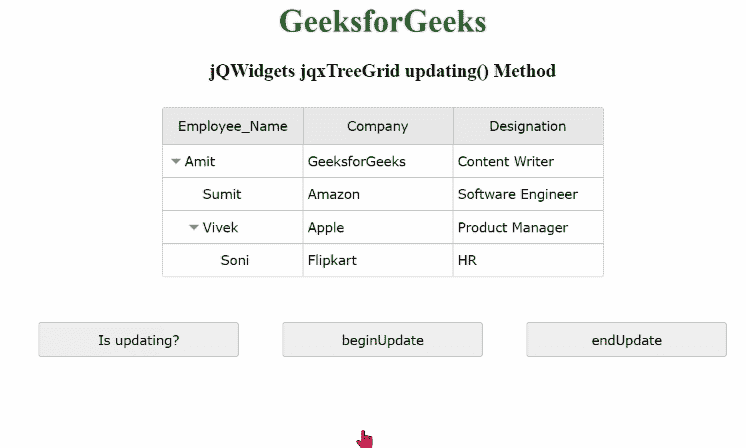 GeeksforGeeks
jQWidgets jqxTreeGrid updating() Method
Employee_Name Company Designation
Amit GeeksforGeeks Content Writer
Sumit Amazon Software Engineer
Vivek Apple Product Manager
Soni Flipkart HR
Is updating? beginUpdate endUpdate